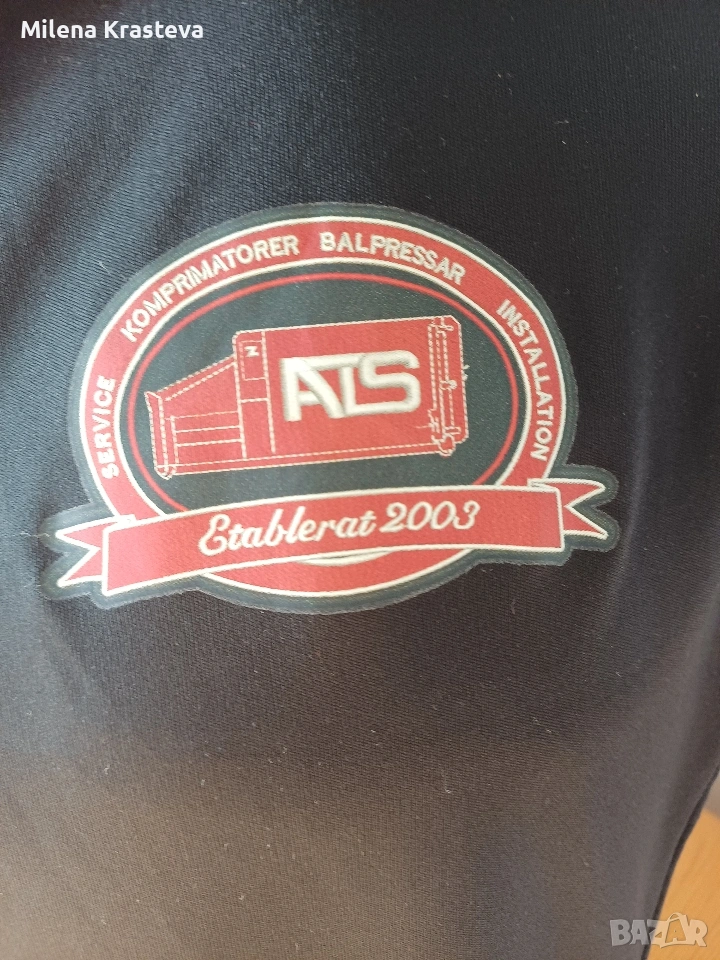 Milena Krasteva
SERVICE KOMPRIMATORER BALPRESSAR INSTALLATION
N
ATS
Etablerat 2003
BAZAR